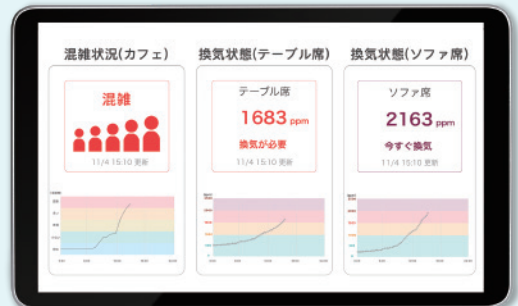 混雑状況(カフェ)
混雑
11/4 15:10 更新
換気状態(テーブル席)
テーブル席
1683 ppm
換気が必要
11/4 15:10 更新
換気状態(ソファ席)
ソファ席
2163 ppm
今すぐ換気
11/4 15:10 更新